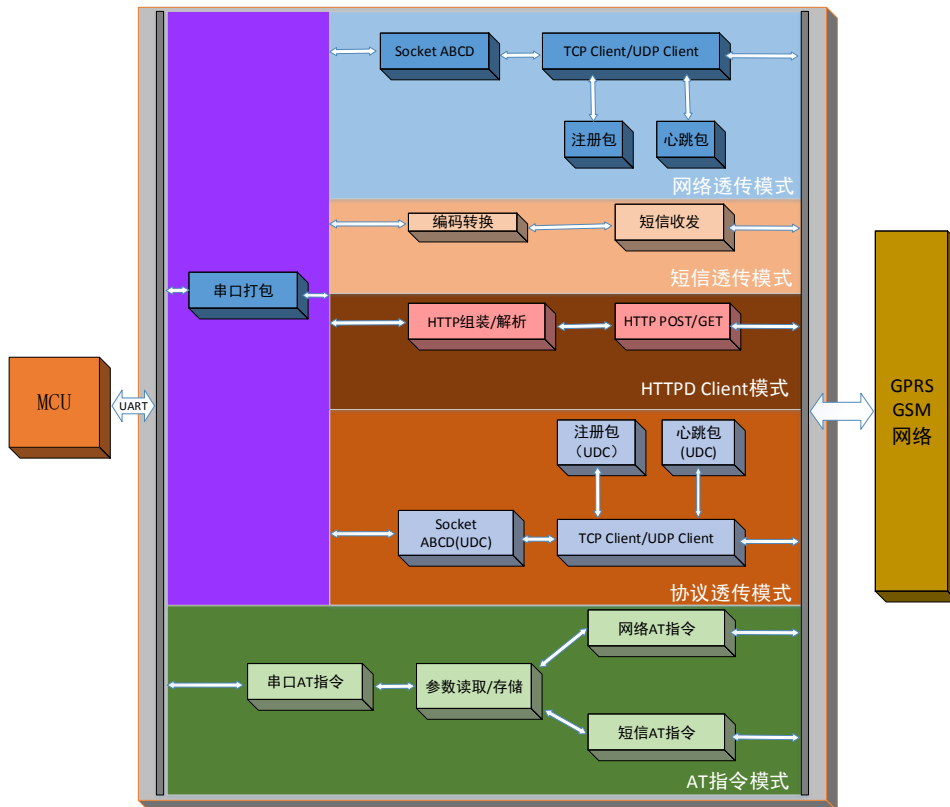 Socket ABCD
TCP Client/UDP Client
注册包
心跳包
网络透传模式
编码转换
短信收发
短信透传模式
串口打包
HTTP组装/解析
HTTP POST/GET
HTTPD Client模式
MCU
UART
GPRS
GSM
网络
注册包
（UDC）
心跳包
(UDC)
Socket
ABCD(UDC)
TCP Client/UDP Client
协议透传模式
网络AT指令
串口AT指令
参数读取/存储
短信AT指令
AT指令模式